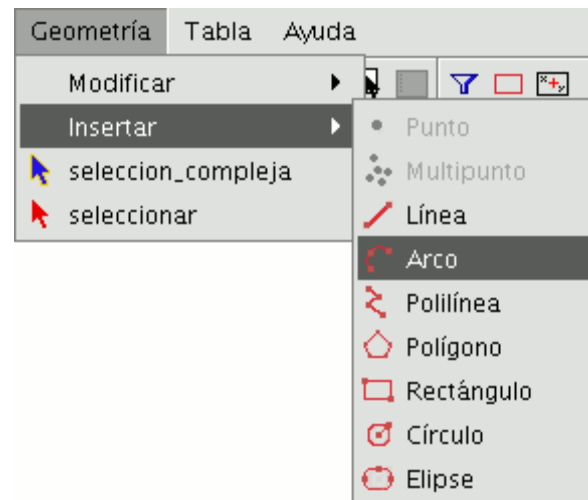 Geometría Tabla Ayuda
Modificar
Insertar
seleccion_compleja
seleccionar
Punto
Multipunto
Línea
Arco
Polilínea
Polígono
Rectángulo
Círculo
Elipse